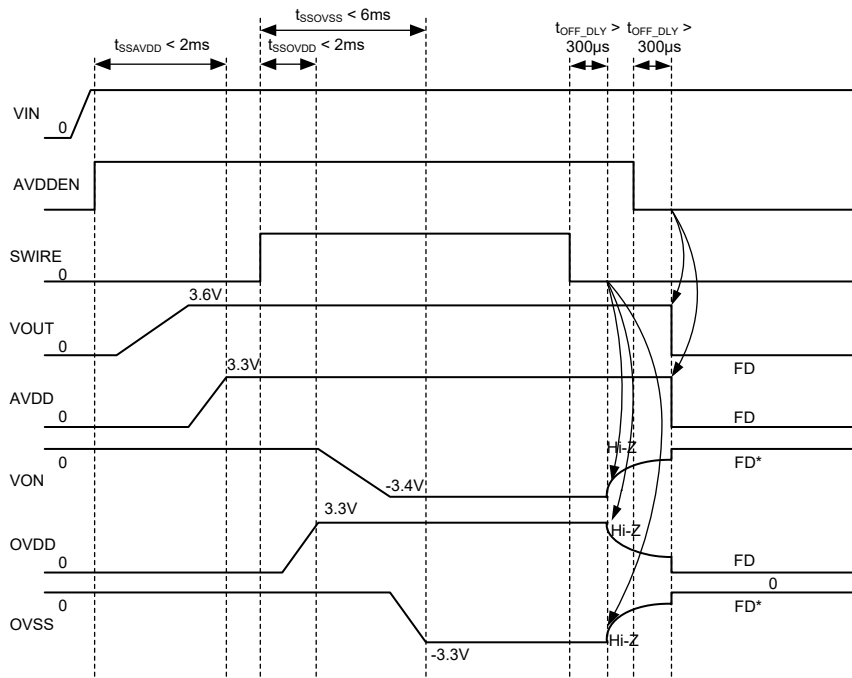 tSSOVSS < 6ms
tOFF_DLY > 300µs
tOFF_DLY > 300µs
tSSAVDD < 2ms
tSSOVDD < 2ms
VIN
0
AVDDEN
SWIRE
0
3.6V
VOUT
0
FD
3.3V
AVDD
0
FD
0
Hi-Z
FD*
VON
-3.4V
3.3V
Hi-Z
OVDD
0
FD
0
0
FD*
OVSS
Hi-Z
-3.3V